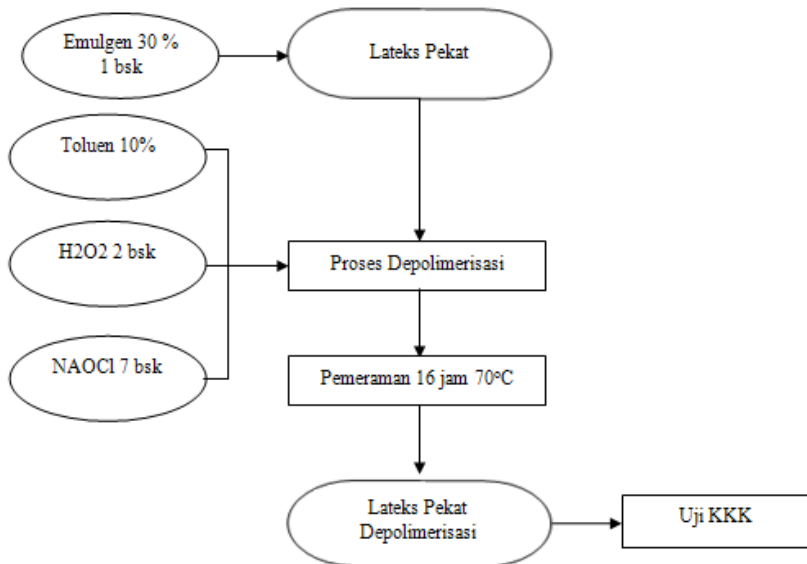 Emulgen 30 %
1 bsk
Lateks Pekat
Toluen 10%
H2O2 2 bsk
Proses Depolimerisasi
NAOCl 7 bsk
Pemeraman 16 jam 70°C
Lateks Pekat
Depolimerisasi
Uji KKK